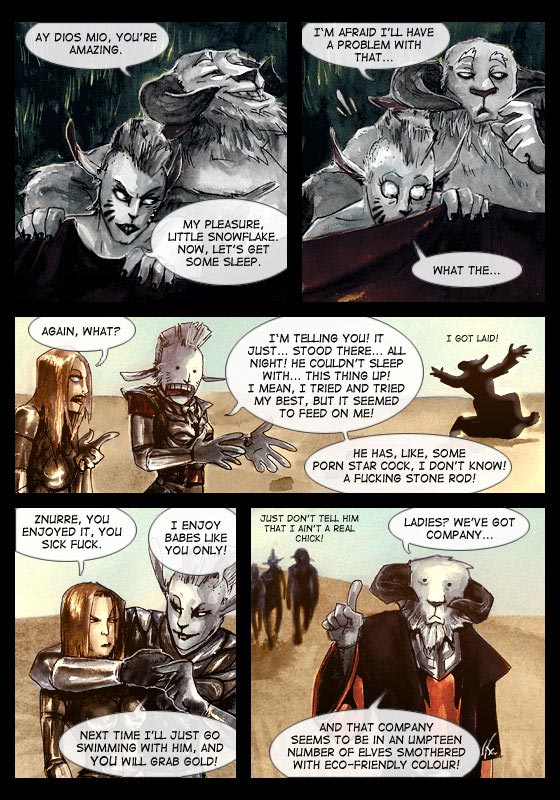 AY DIOS MIO, YOU'RE
AMAZING.
MY PLEASURE,
LITTLE SNOWFLAKE.
NOW, LET'S GET
SOME SLEEP.
I'M AFRAID I'LL HAVE
A PROBLEM WITH
THAT...
WHAT THE...
AGAIN, WHAT?
I'M TELLING YOU! IT
JUST... STOOD THERE... ALL
NIGHT! HE COULDN'T SLEEP
WITH... THIS THING UP!
I MEAN, I TRIED AND TRIED
MY BEST, BUT IT SEEMED
TO FEED ON ME!
I GOT LAID!
HE HAS, LIKE, SOME
PORN STAR COCK, I DON'T KNOW!
A FUCKING STONE ROD!
ZNURRE, YOU
ENJOYED IT, YOU
SICK FUCK.
I ENJOY
BABES LIKE
YOU ONLY!
NEXT TIME I'LL JUST GO
SWIMMING WITH HIM, AND
YOU WILL GRAB GOLD!
JUST DON'T TELL HIM
THAT I AIN'T A REAL
CHICK!
LADIES? WE'VE GOT
COMPANY...
AND THAT COMPANY
SEEMS TO BE IN AN UMPTEEN
NUMBER OF ELVES SMOTHERED
WITH ECO-FRIENDLY COLOUR!